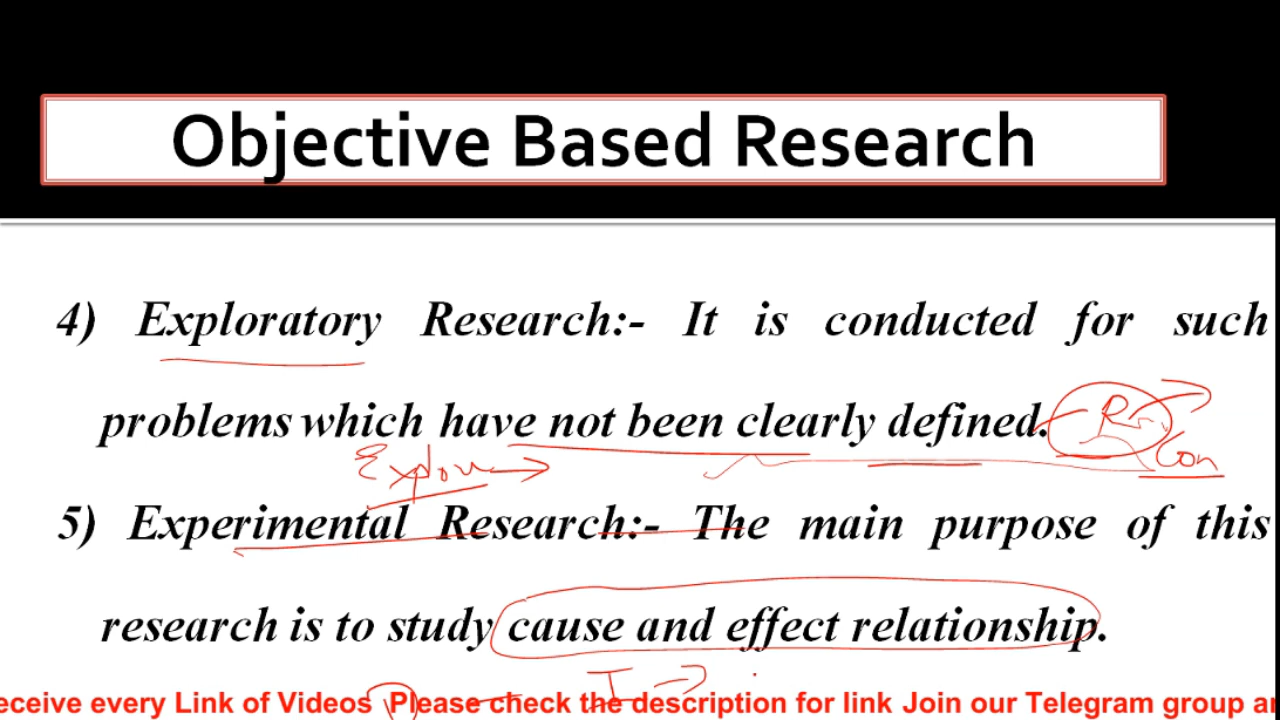 Objective Based Research
4) Exploratory Research:- It is conducted for such
problems which have not been clearly defined.
Con
5) Experimental Research:- The main purpose of this
research is to study cause and effect relationship.
I
eceive every Link of Videos Please check the description for link Join our Telegram group a